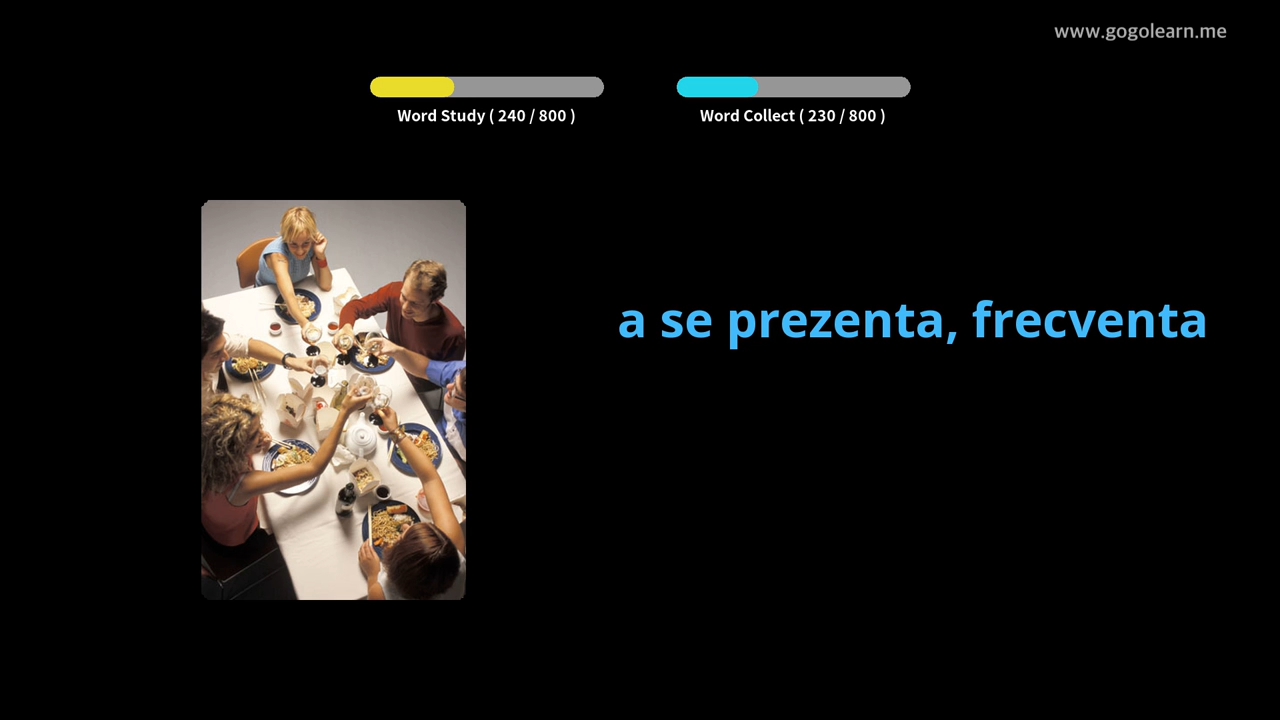 www.gogolearn.me
Word Study ( 240 / 800 )
Word Collect ( 230 / 800 )
a se prezenta, frecventa